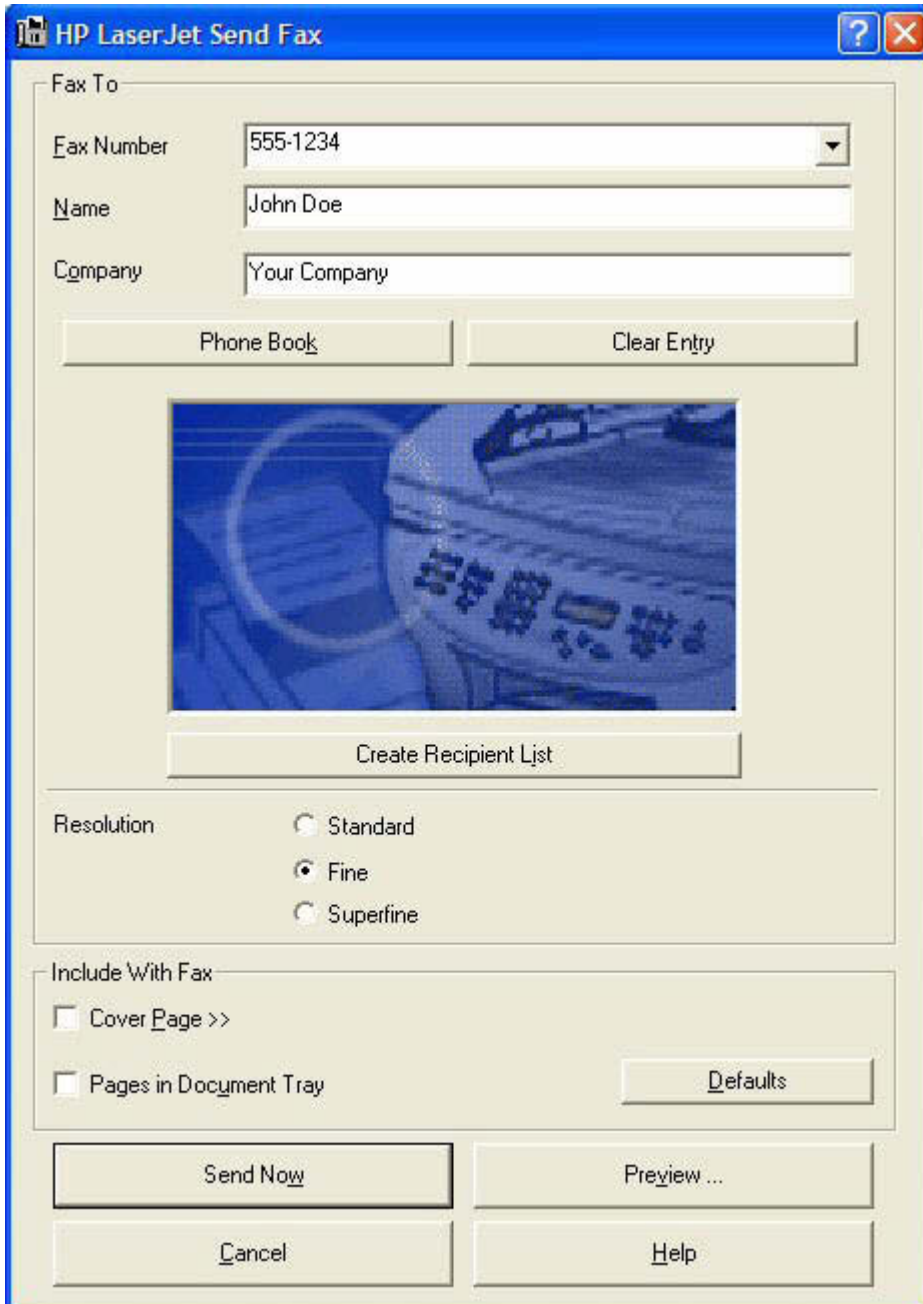 HP LaserJet Send Fax
Fax To
Fax Number 555-1234
Name John Doe
Company Your Company
Phone Book Clear Entry
Create Recipient List
Resolution Standard
Fine
Superfine
Include With Fax
Cover Page >>
Pages in Document Tray Defaults
Send Now Preview ...
Cancel Help